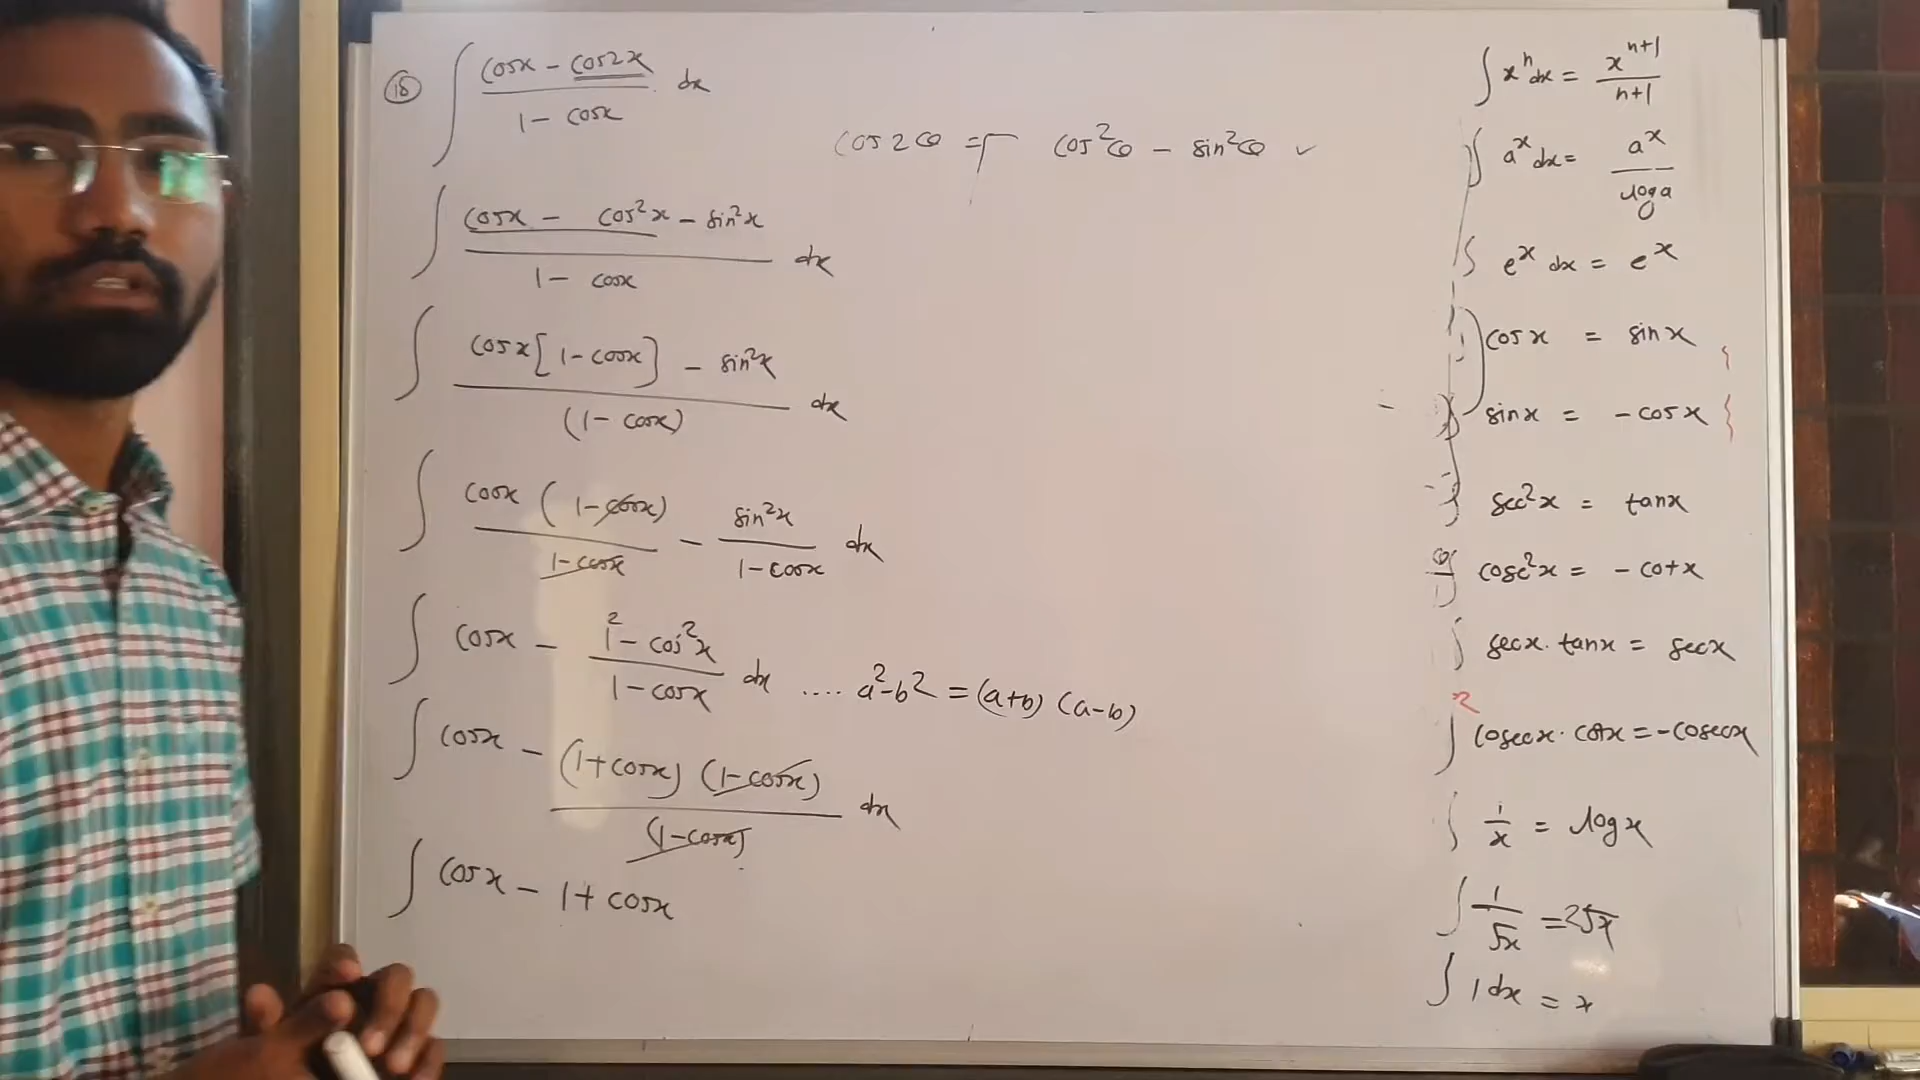 (18) ∫ (cosx - cos2x)/(1 - cosx) dx
cos2θ = cos²θ - sin²θ ✓
∫ (cosx - cos²x - sin²x)/(1 - cosx) dx
∫ (cosx[1-cosx] - sin²x)/((1 - cosx)) dx
∫ (cosx (1-cosx))/(1-cosx) - (sin²x)/(1-cosx) dx
∫ cosx - (1² - cos²x)/(1-cosx) dx .... a²-b² = (a+b) (a-b)
∫ cosx - ((1+cosx) (1-cosx))/((1-cosx)) dx
∫ cosx - 1 + cosx
∫ xⁿ dx = xⁿ⁺¹/(n+1)
∫ aˣ dx = aˣ/(log a)
∫ eˣ dx = eˣ
∫ cosx = sinx
∫ sinx = -cosx
∫ sec²x = tanx
∫ cosec²x = -cotx
∫ secx·tanx = secx
∫ cosecx·cotx = -cosecx
∫ 1/x = logx
∫ 1/√x = 2√x
∫ 1dx = x